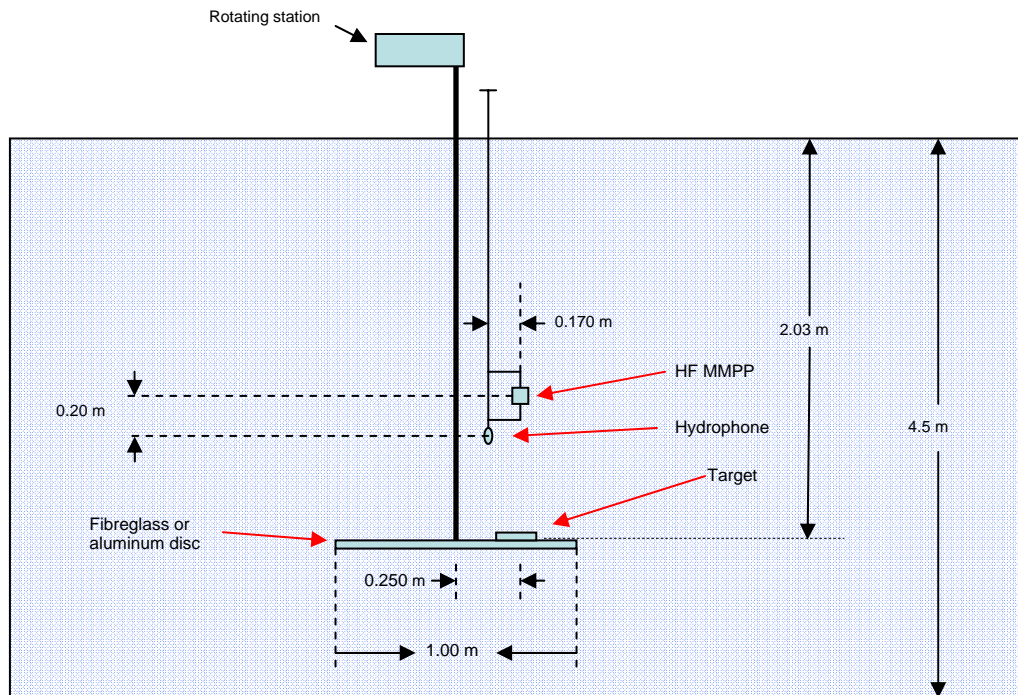 Rotating station
0.170 m
2.03 m
HF MMPP
0.20 m
Hydrophone
4.5 m
Target
Fibreglass or
aluminum disc
0.250 m
1.00 m